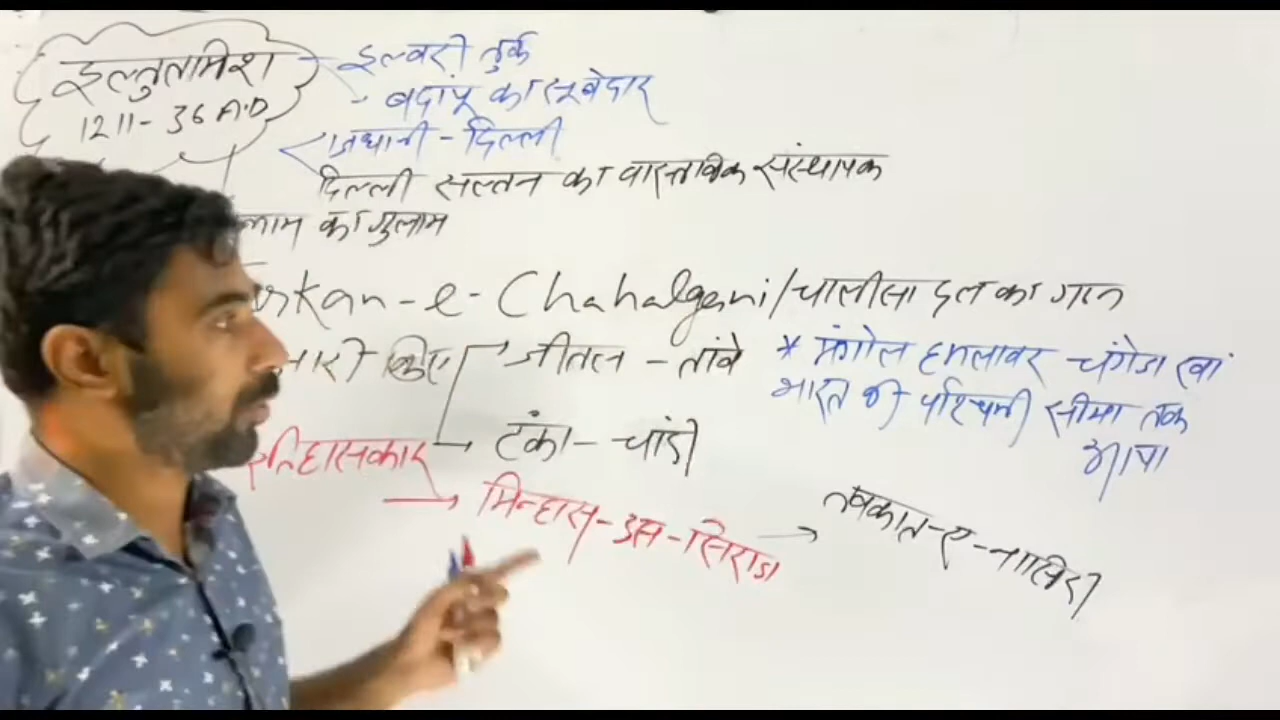 इल्तुतमिश - इल्बरी तुर्क
1211 - 36 A.D
- बदांयू का सूबेदार
राजधानी - दिल्ली
दिल्ली सल्तन का वास्तविक संस्थापक
का गुलाम
kan-e-Chahalgani/चालीसा दल का गठन
जीतल - तांबे
टंका - चांदी
* मंगोल हमलावर चंगेज खां
भारत की पश्चिमी सीमा तक
आया
इतिहासकार
मिन्हास-उस-सिराज
तबकात-ए-नासिरी